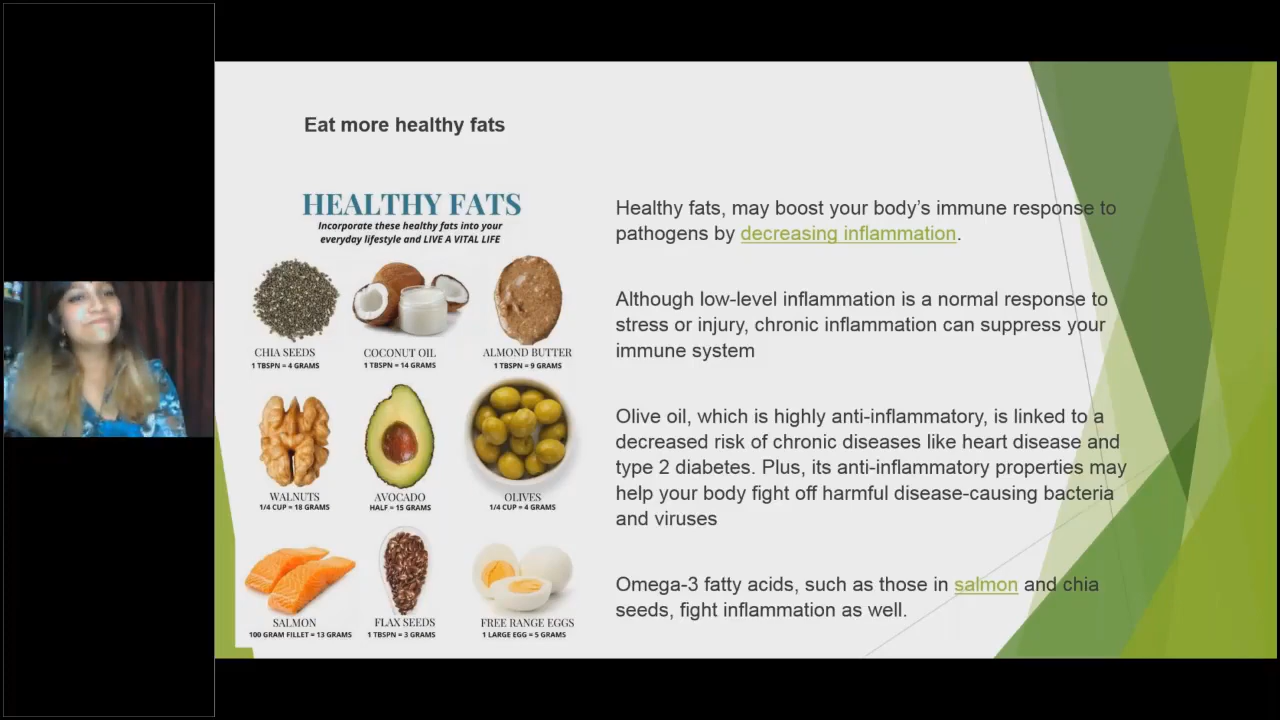 Eat more healthy fats
HEALTHY FATS
Incorporate these healthy fats into your
everyday lifestyle and LIVE A VITAL LIFE
CHIA SEEDS
1 TBSPN = 4 GRAMS
COCONUT OIL
1 TBSPN = 14 GRAMS
ALMOND BUTTER
1 TBSPN = 9 GRAMS
WALNUTS
1/4 CUP = 18 GRAMS
AVOCADO
HALF = 15 GRAMS
OLIVES
1/4 CUP = 4 GRAMS
SALMON
100 GRAM FILLET = 13 GRAMS
FLAX SEEDS
1 TBSPN = 3 GRAMS
FREE RANGE EGGS
1 LARGE EGG = 5 GRAMS
Healthy fats, may boost your body’s immune response to
pathogens by decreasing inflammation.
Although low-level inflammation is a normal response to
stress or injury, chronic inflammation can suppress your
immune system
Olive oil, which is highly anti-inflammatory, is linked to a
decreased risk of chronic diseases like heart disease and
type 2 diabetes. Plus, its anti-inflammatory properties may
help your body fight off harmful disease-causing bacteria
and viruses
Omega-3 fatty acids, such as those in salmon and chia
seeds, fight inflammation as well.